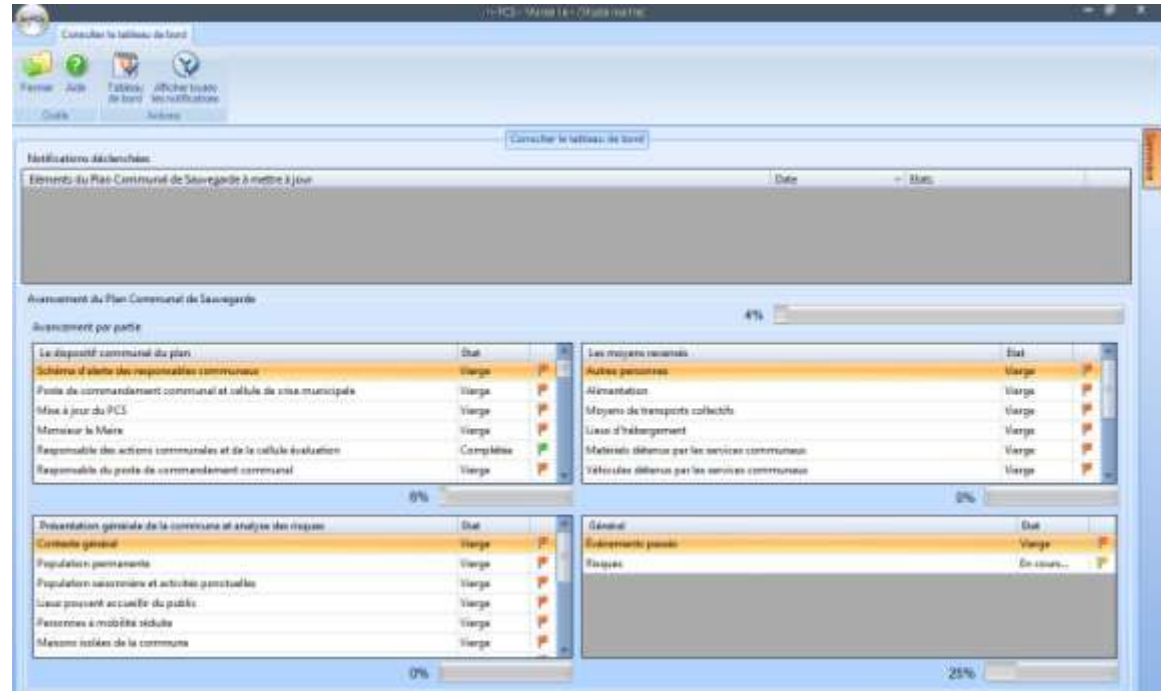 Consulter le tableau de bord
Fermer Aide Tableau de bord Afficher toutes les notifications
Outils Actions
Consulter le tableau de bord
Sommaire
Notifications déclenchées
Eléments du Plan Communal de Sauvegarde à mettre à jour Date Etats
Avancement du Plan Communal de Sauvegarde
4%
Avancement par partie
Le dispositif communal du plan Etat
Schéma d'alerte des responsables communaux Vierge
Poste de commandement communal et cellule de crise municipale Vierge
Mise à jour du PCS Vierge
Monsieur le Maire Vierge
Responsable des actions communales et de la cellule évaluation Complétée
Responsable du poste de commandement communal Vierge
6%
Les moyens recensés Etat
Autres personnes Vierge
Alimentation Vierge
Moyens de transports collectifs Vierge
Lieux d'hébergement Vierge
Matériels détenus par les services communaux Vierge
Véhicules détenus par les services communaux Vierge
0%
Présentation générale de la commune et analyse des risques Etat
Contexte général Vierge
Population permanente Vierge
Population saisonnière et activités ponctuelles Vierge
Lieux pouvant accueillir du public Vierge
Personnes à mobilité réduite Vierge
Maisons isolées de la commune Vierge
0%
Général Etat
Évènements passés Vierge
Risques En cours...
25%